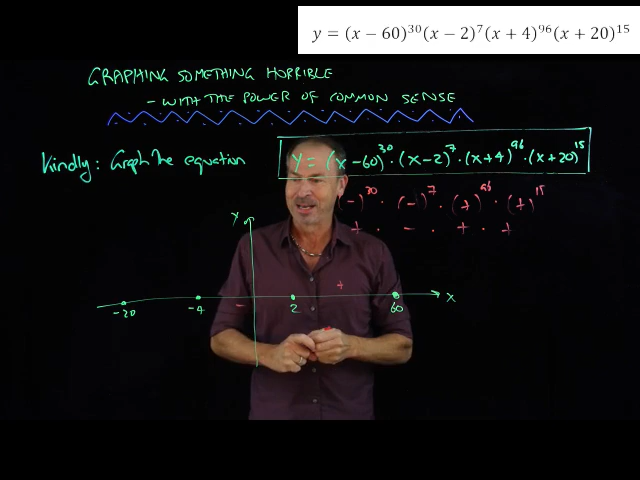 y = (x − 60)³⁰(x − 2)⁷(x + 4)⁹⁶(x + 20)¹⁵
GRAPHING SOMETHING HORRIBLE
- WITH THE POWER OF COMMON SENSE
Kindly: Graph the equation y = (x-60)³⁰·(x-2)⁷·(x+4)⁹⁶·(x+20)¹⁵
(-)³⁰·(-)⁷·(+)⁹⁶·(+)¹⁵
+ · - · + · +
y
+
x
-
-20 -4 2 60